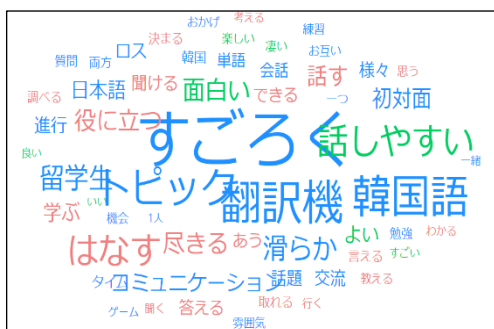 おかげ 考える
決まる 楽しい 練習
質問 両方 ロス 韓国 単語 凄い お互い
調べる 日本語 聞ける 面白い 会話 できる 話す 様々 思う
進行 役に立つ すごろく 一つ 初対面
良い 話しやすい 一緒
留学生 トピック 翻訳機 韓国語
学ぶ いい 機会 1人
はなす 尽きる あう 滑らか よい 勉強 わかる
言える すごい
タイム コミュニケーション 話題 交流 教える
ゲーム 聞く 答える 取れる 行く
雰囲気